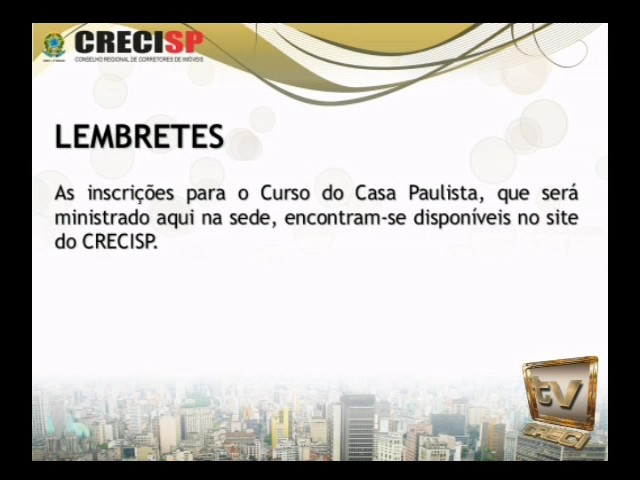 CRECISP
CONSELHO REGIONAL DE CORRETORES DE IMÓVEIS
LEMBRETES
As inscrições para o Curso do Casa Paulista, que será
ministrado aqui na sede, encontram-se disponíveis no site
do CRECISP.
tv
CRECI